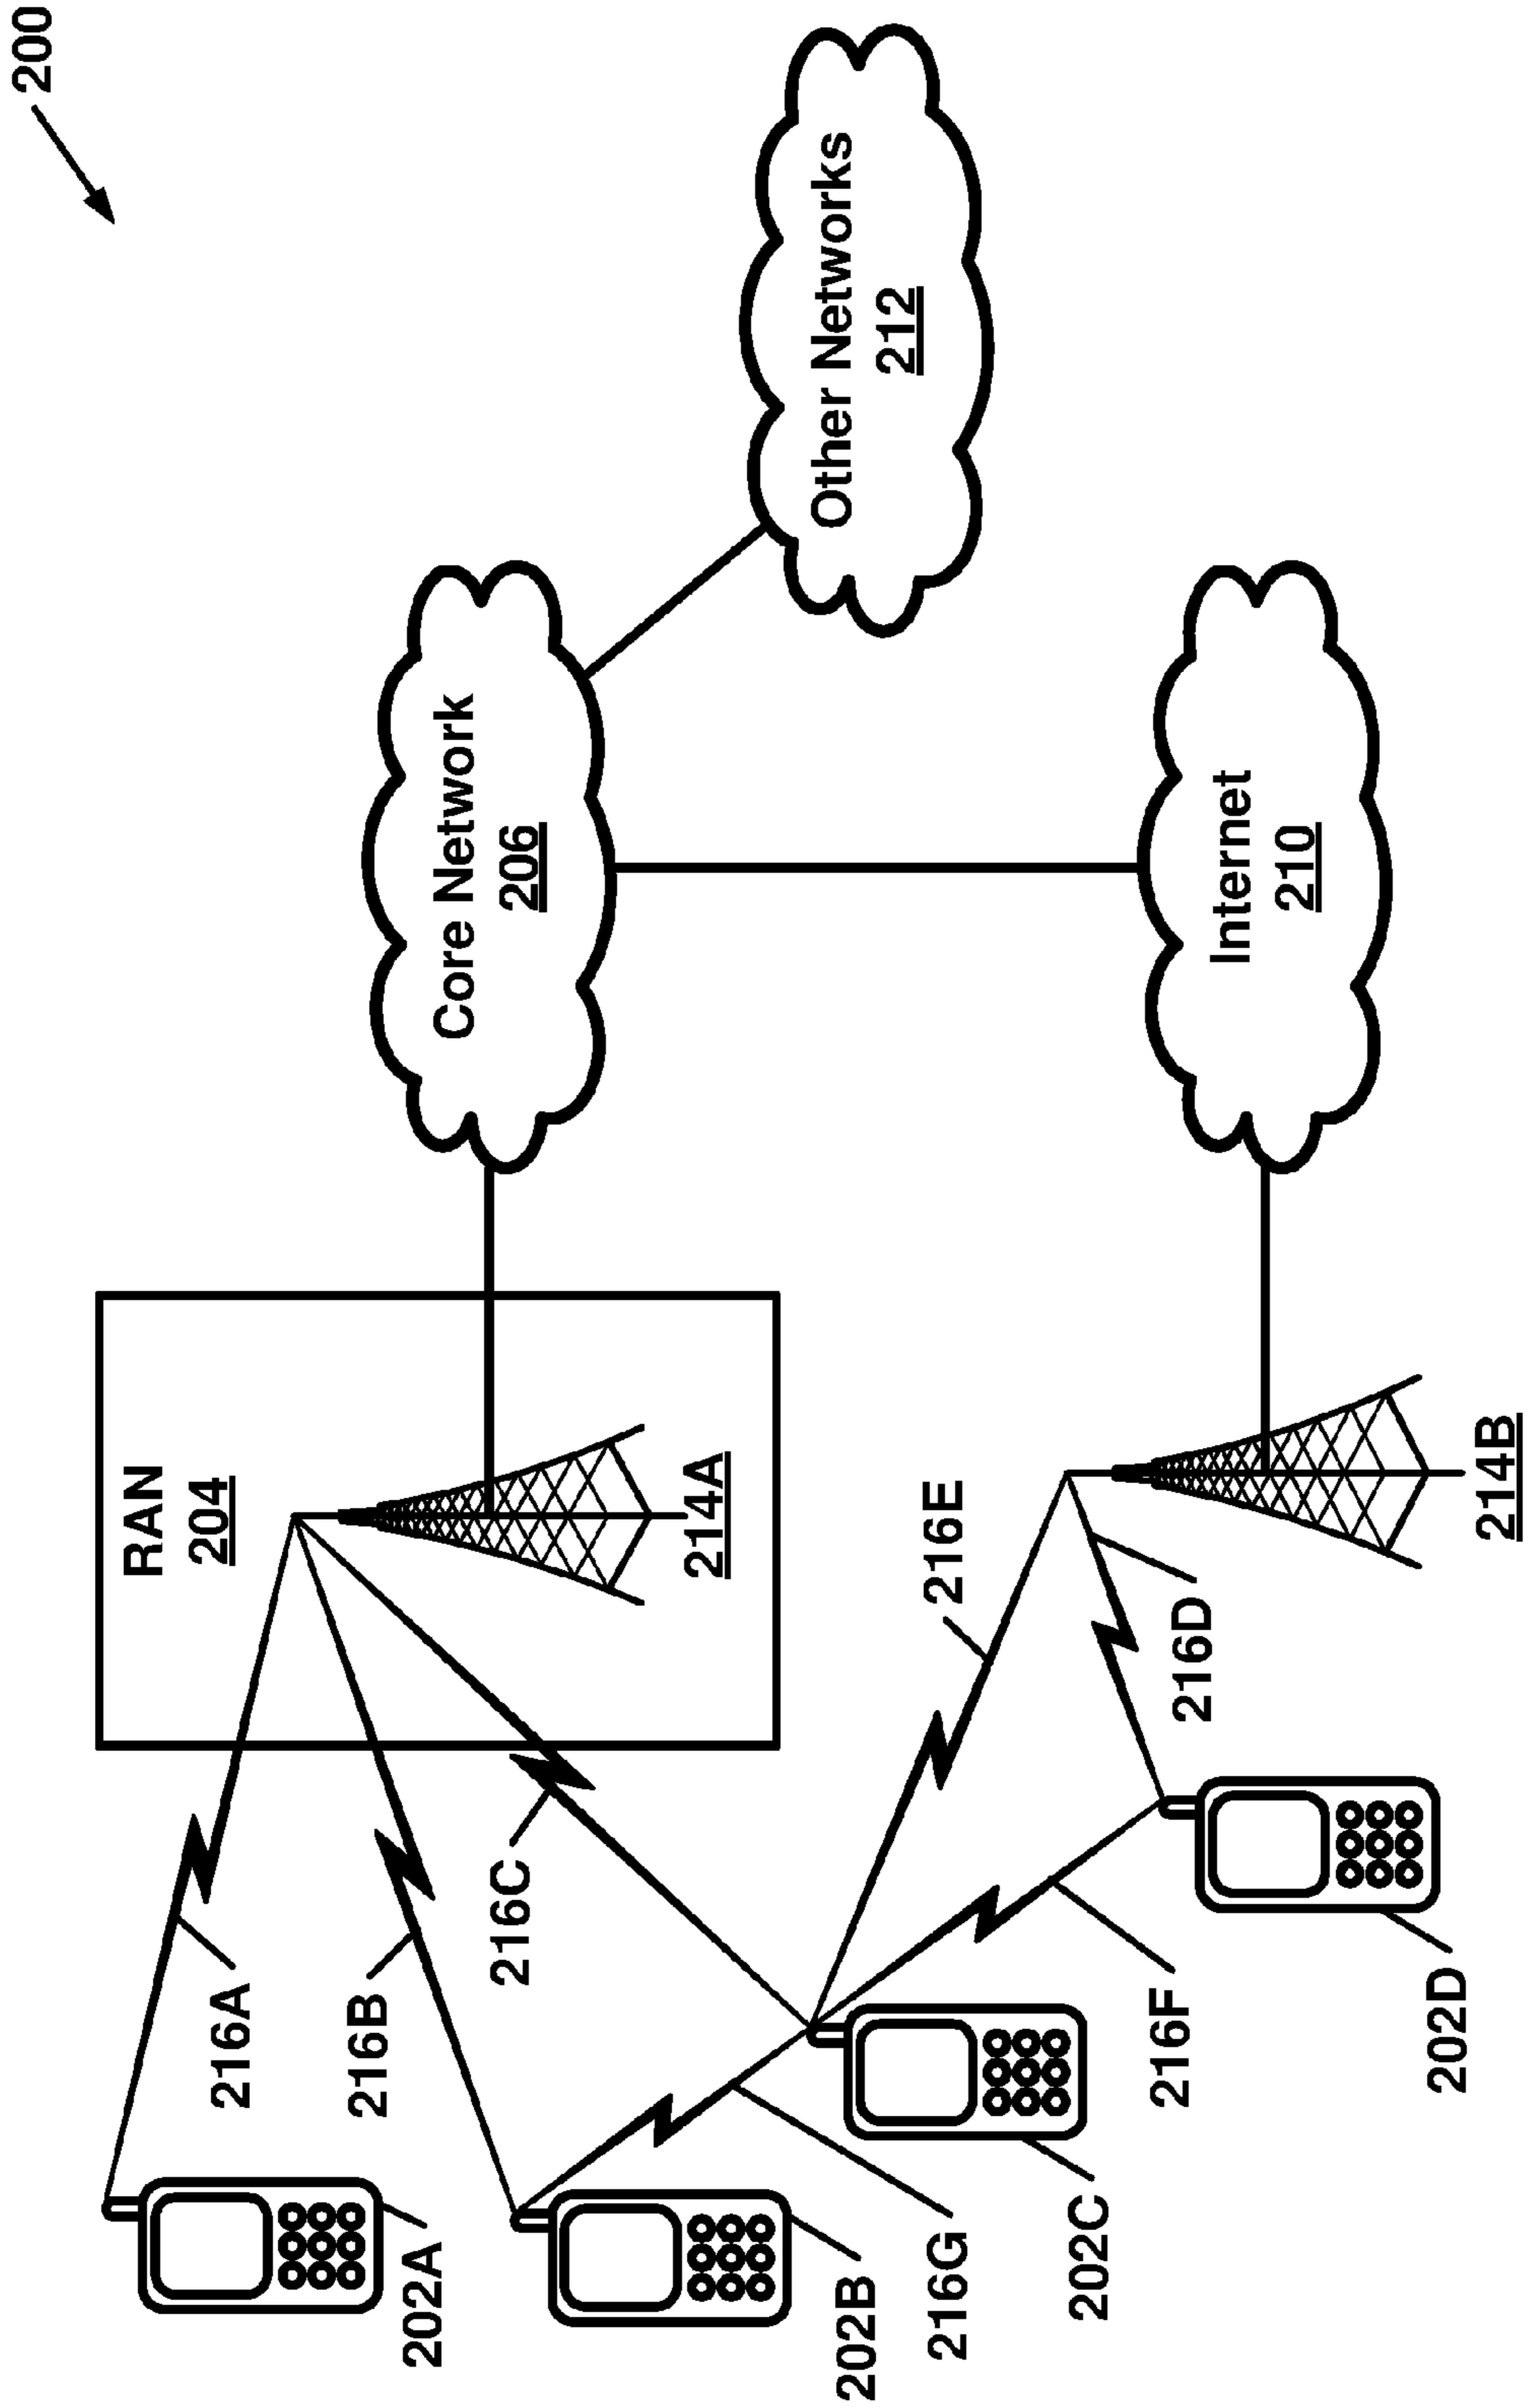 200
RAN
204
214A
Core Network
206
Other Networks
212
Internet
210
214B
216A
216B
216C
216E
216D
216F
216G
202A
202B
202C
202D